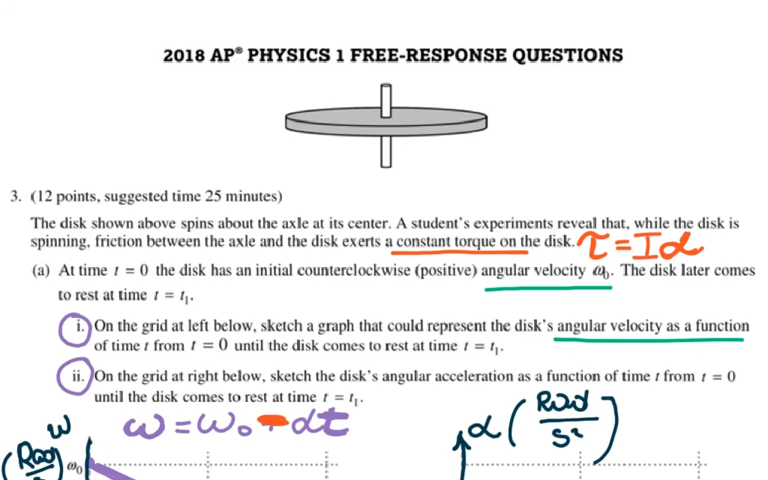 2018 AP® PHYSICS 1 FREE-RESPONSE QUESTIONS
3. (12 points, suggested time 25 minutes)
The disk shown above spins about the axle at its center. A student's experiments reveal that, while the disk is
spinning, friction between the axle and the disk exerts a constant torque on the disk. τ = Iα
(a) At time t = 0 the disk has an initial counterclockwise (positive) angular velocity ω₀. The disk later comes
to rest at time t = t₁.
i. On the grid at left below, sketch a graph that could represent the disk's angular velocity as a function
of time t from t = 0 until the disk comes to rest at time t = t₁.
ii. On the grid at right below, sketch the disk's angular acceleration as a function of time t from t = 0
until the disk comes to rest at time t = t₁.
ω = ω₀ - αt
α (Rad/s²)
ω
(Rad
ω₀